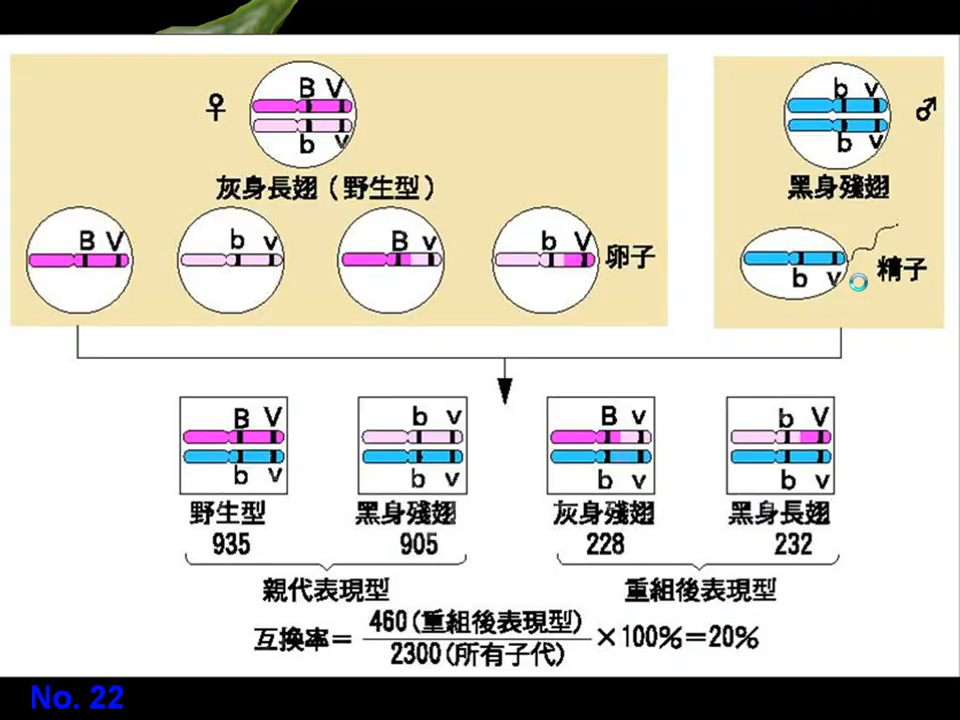 ♀
B V
b v
灰身長翅(野生型)
b v
b v
♂
黑身殘翅
B V
b v
B v
b V
卵子
b v
精子
B V
b v
b v
b v
B v
b v
b V
b v
野生型
黑身殘翅
灰身殘翅
黑身長翅
935
905
228
232
親代表現型
重組後表現型
互換率= 460(重組後表現型) ×100%=20%
2300(所有子代)
No. 22